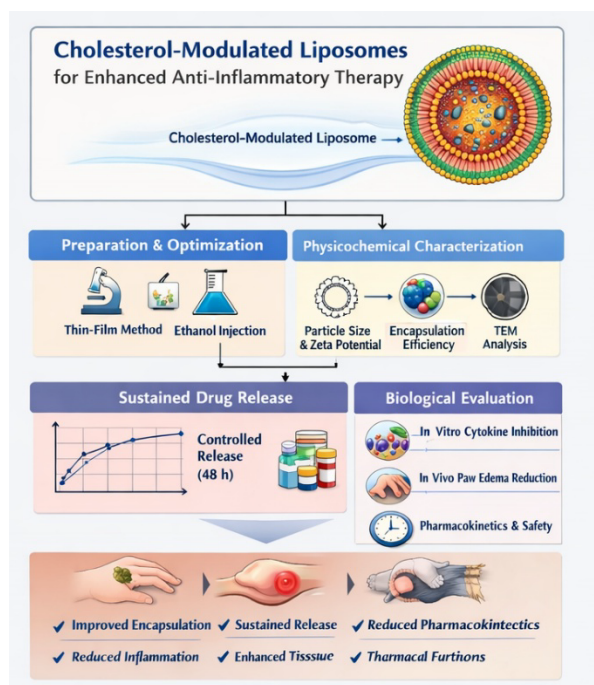 Cholesterol-Modulated Liposomes
for Enhanced Anti-Inflammatory Therapy
Cholesterol-Modulated Liposome
Preparation & Optimization
Thin-Film Method
Ethanol Injection
Physicochemical Characterization
Particle Size
& Zeta Potential
Encapsulation
Efficiency
TEM
Analysis
Sustained Drug Release
Controlled
Release
(48 h)
Biological Evaluation
In Vitro Cytokine Inhibition
In Vivo Paw Edema Reduction
Pharmacokinetics & Safety
✔ Improved Encapsulation ✔ Sustained Release ✔ Reduced Pharmacokintectics
✔ Reduced Inflammation ✔ Enhanced Tisssue ✔ Tharmacal Furthons